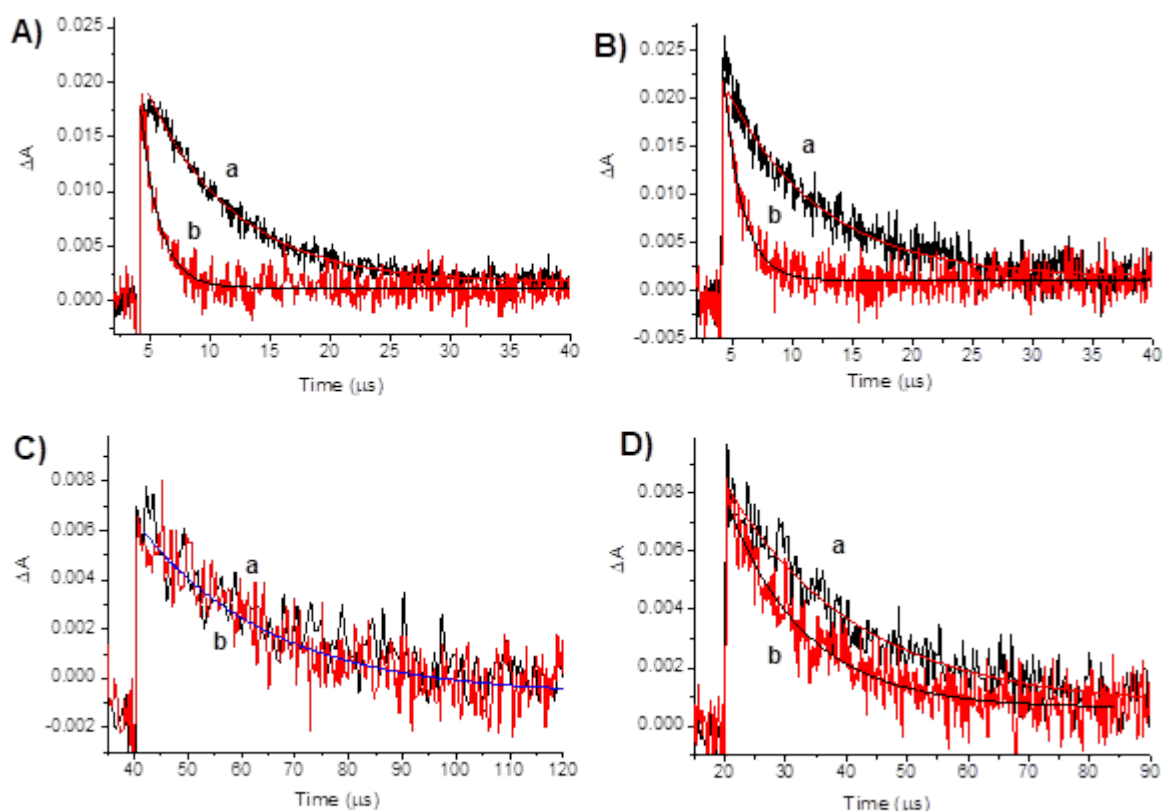 A)
0.025
0.020
0.015
0.010
0.005
0.000
ΔA
a
b
5 10 15 20 25 30 35 40
Time (μs)
B)
0.025
0.020
0.015
0.010
0.005
0.000
-0.005
ΔA
a
b
5 10 15 20 25 30 35 40
Time (μs)
C)
0.008
0.006
0.004
0.002
0.000
-0.002
ΔA
a
b
40 50 60 70 80 90 100 110 120
Time (μs)
D)
0.008
0.006
0.004
0.002
0.000
ΔA
a
b
20 30 40 50 60 70 80 90
Time (μs)